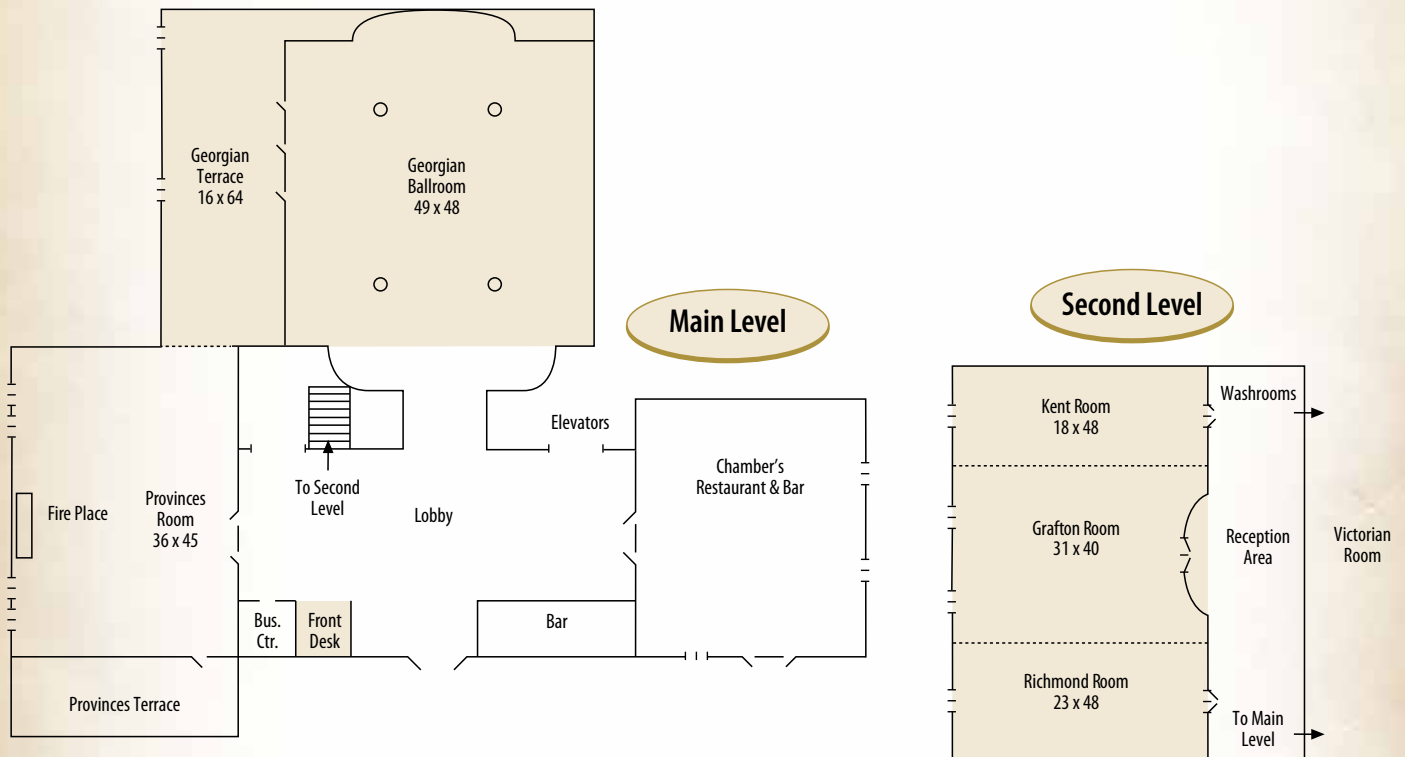 Georgian
Terrace
16 x 64
Georgian
Ballroom
49 x 48
Main Level
Second Level
Elevators
Chamber's
Restaurant & Bar
To Second
Level
Lobby
Fire Place
Provinces
Room
36 x 45
Bus.
Ctr.
Front
Desk
Bar
Provinces Terrace
Kent Room
18 x 48
Washrooms
Grafton Room
31 x 40
Reception
Area
Victorian
Room
Richmond Room
23 x 48
To Main
Level